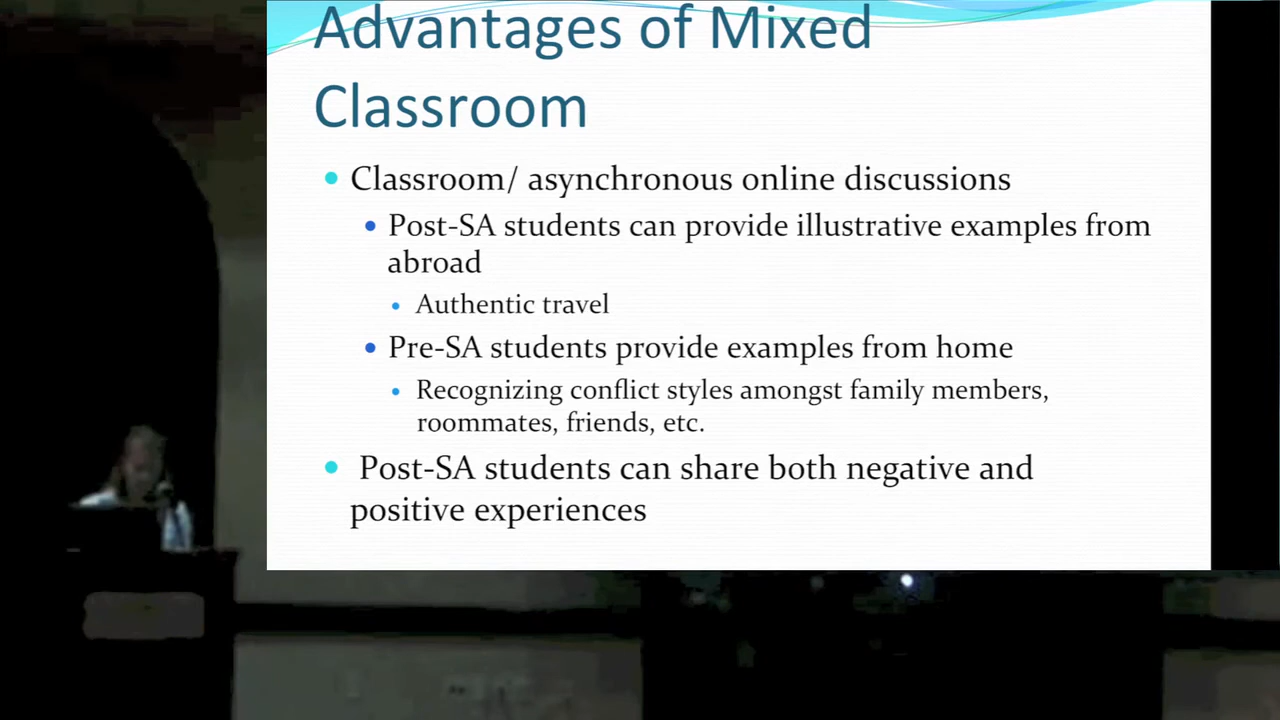 Advantages of Mixed
Classroom
Classroom/ asynchronous online discussions
Post-SA students can provide illustrative examples from
abroad
Authentic travel
Pre-SA students provide examples from home
Recognizing conflict styles amongst family members,
roommates, friends, etc.
Post-SA students can share both negative and
positive experiences